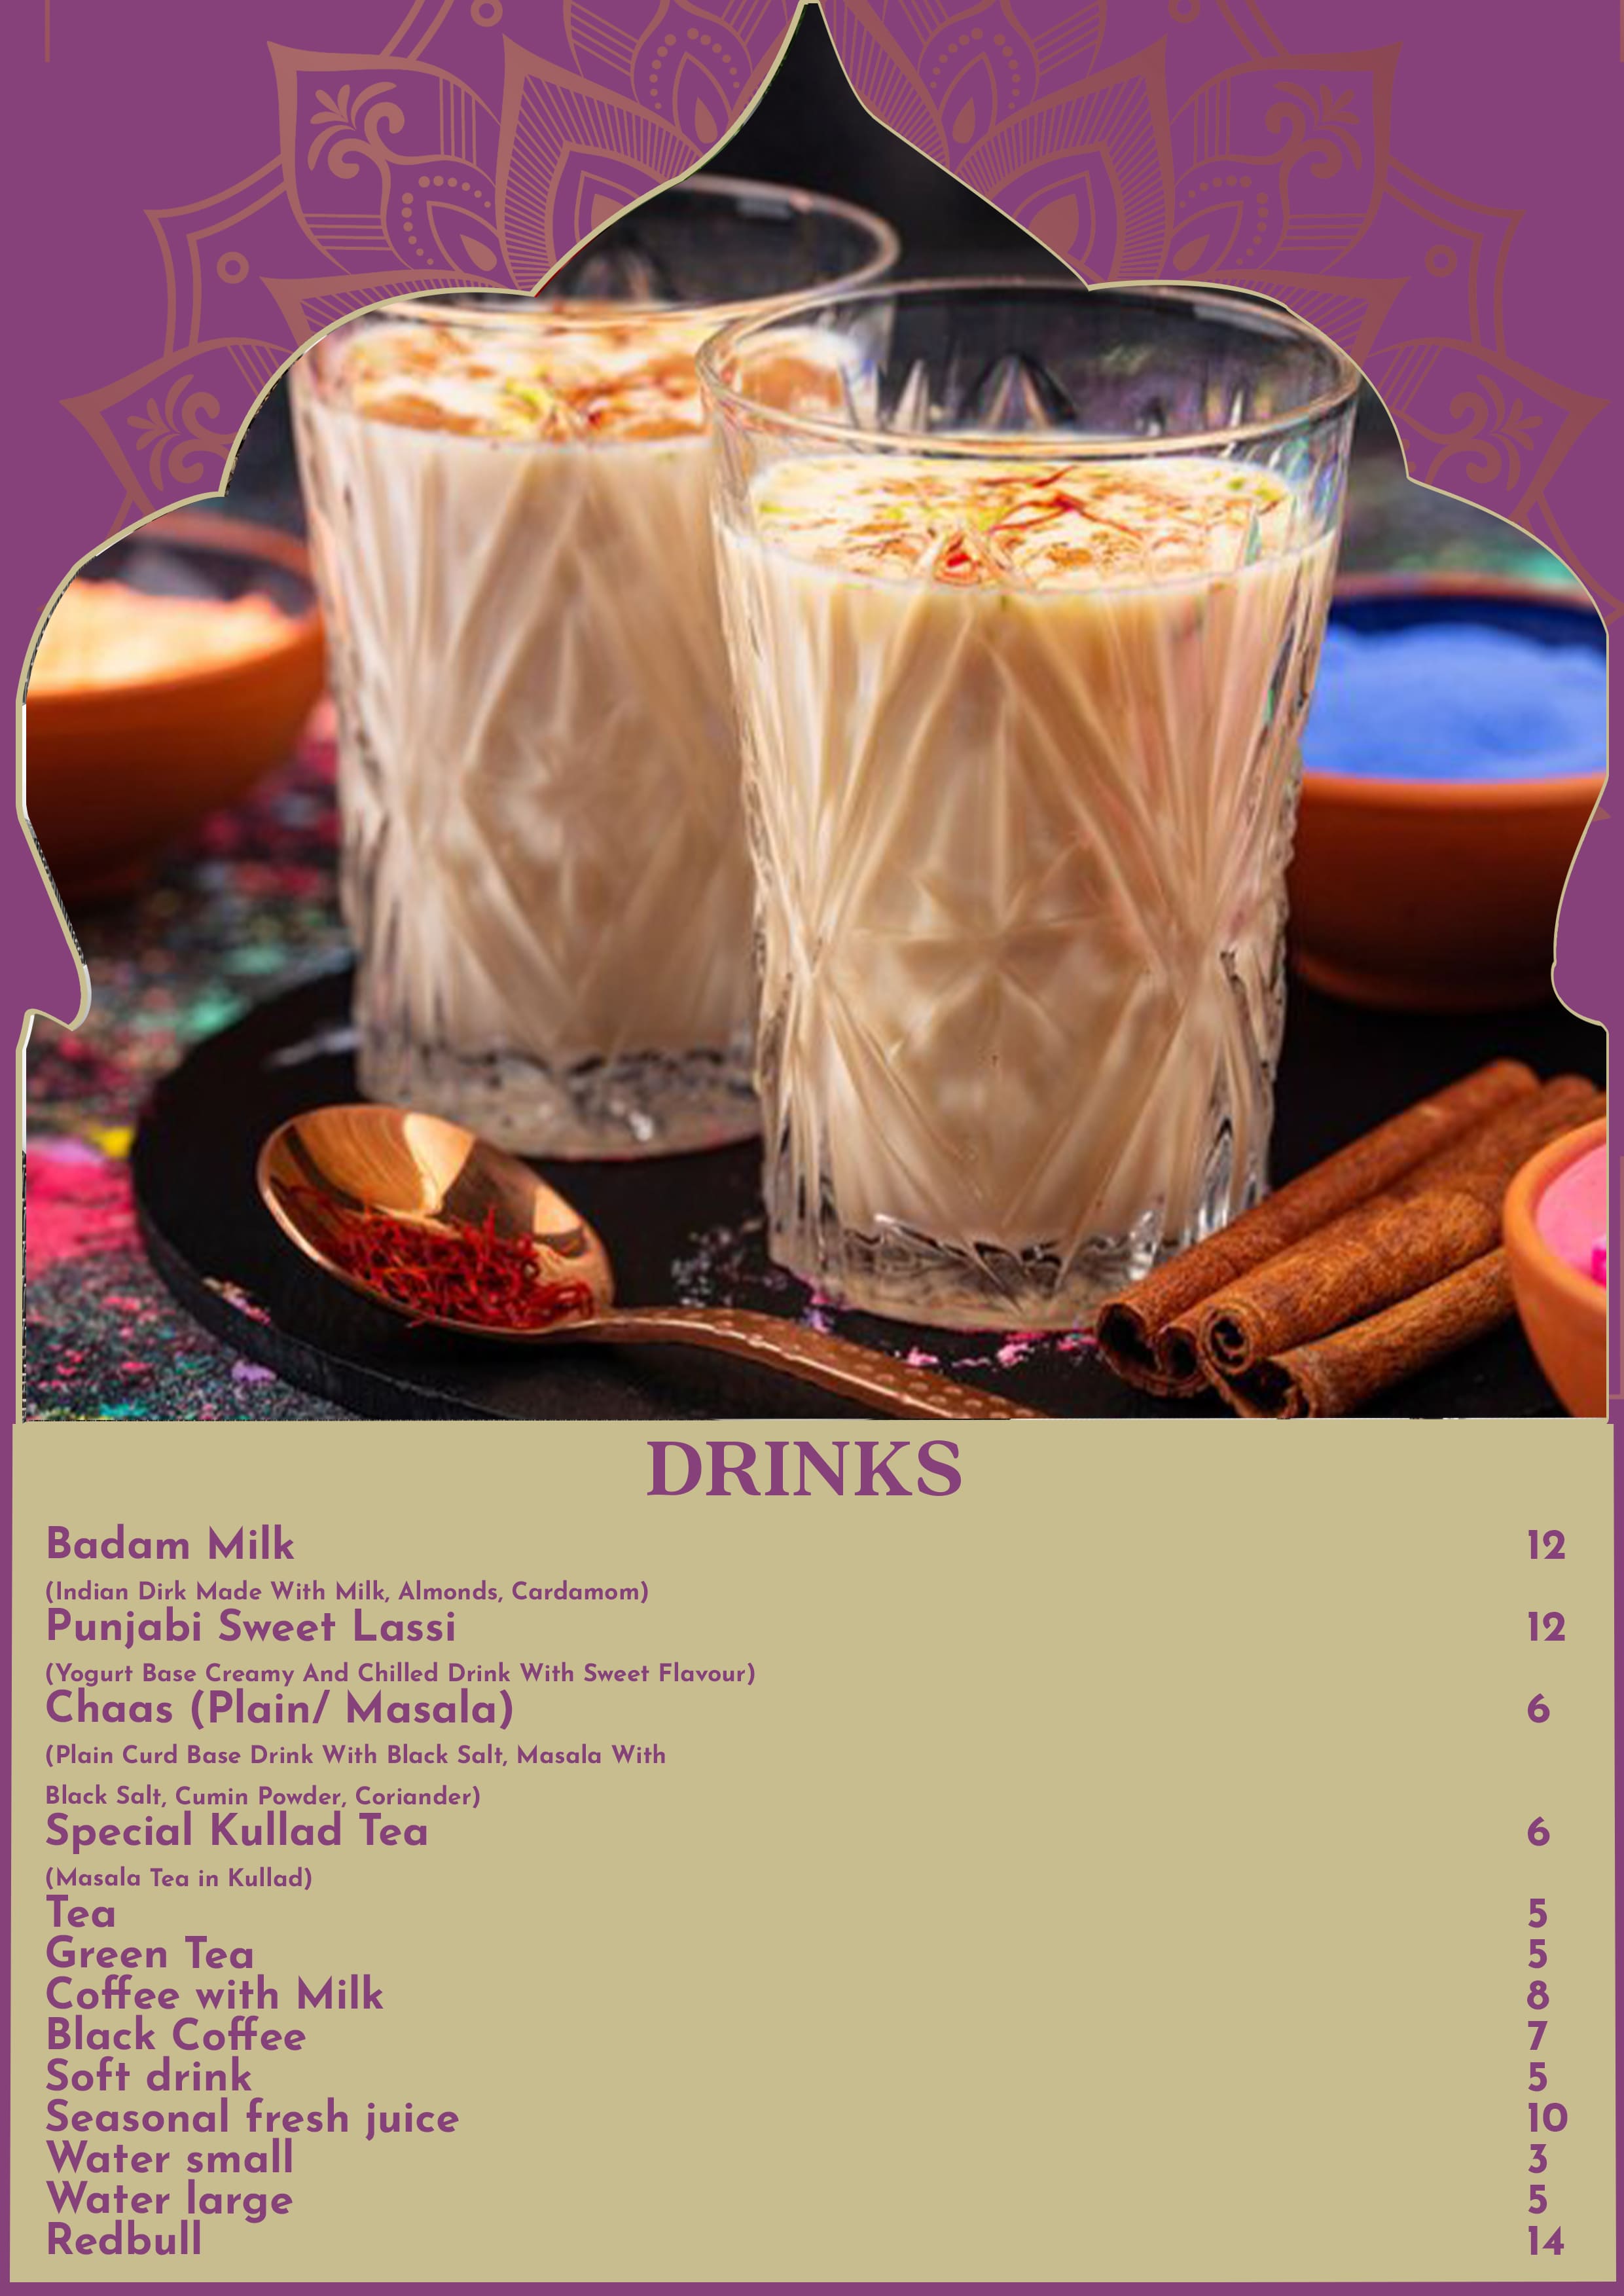 DRINKS
Badam Milk 12
(Indian Dirk Made With Milk, Almonds, Cardamom)
Punjabi Sweet Lassi 12
(Yogurt Base Creamy And Chilled Drink With Sweet Flavour)
Chaas (Plain/ Masala) 6
(Plain Curd Base Drink With Black Salt, Masala With
Black Salt, Cumin Powder, Coriander)
Special Kullad Tea 6
(Masala Tea in Kullad)
Tea 5
Green Tea 5
Coffee with Milk 8
Black Coffee 7
Soft drink 5
Seasonal fresh juice 10
Water small 3
Water large 5
Redbull 14